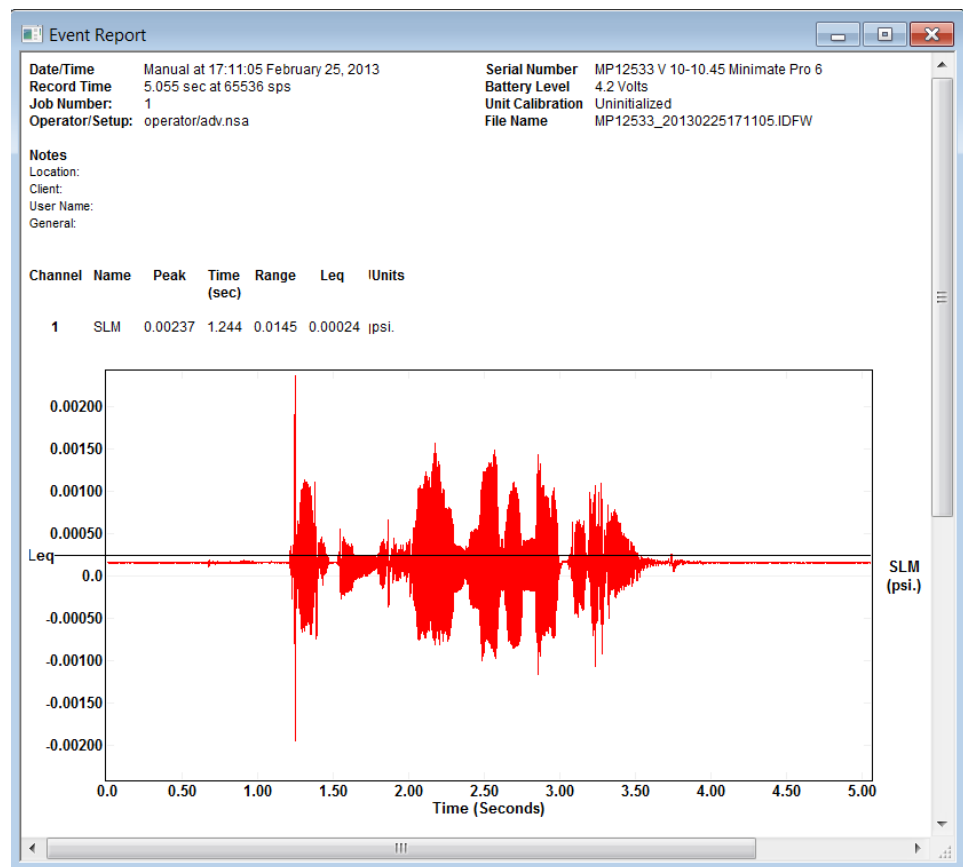 Event Report
Date/Time Manual at 17:11:05 February 25, 2013 Serial Number MP12533 V 10-10.45 Minimate Pro 6
Record Time 5.055 sec at 65536 sps Battery Level 4.2 Volts
Job Number: 1 Unit Calibration Uninitialized
Operator/Setup: operator/adv.nsa File Name MP12533_20130225171105.IDFW
Notes
Location:
Client:
User Name:
General:
Channel Name Peak Time Range Leq Units
(sec)
1 SLM 0.00237 1.244 0.0145 0.00024 psi.
0.00200
0.00150
0.00100
0.00050
Leq
0.0
SLM
(psi.)
-0.00050
-0.00100
-0.00150
-0.00200
0.0 0.50 1.00 1.50 2.00 2.50 3.00 3.50 4.00 4.50 5.00
Time (Seconds)